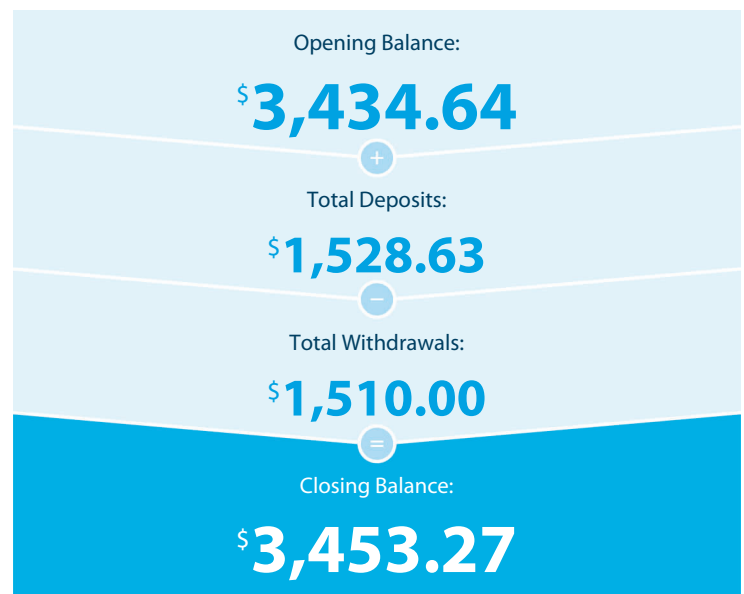 Opening Balance:
$3,434.64
+
Total Deposits:
$1,528.63
−
Total Withdrawals:
$1,510.00
=
Closing Balance:
$3,453.27